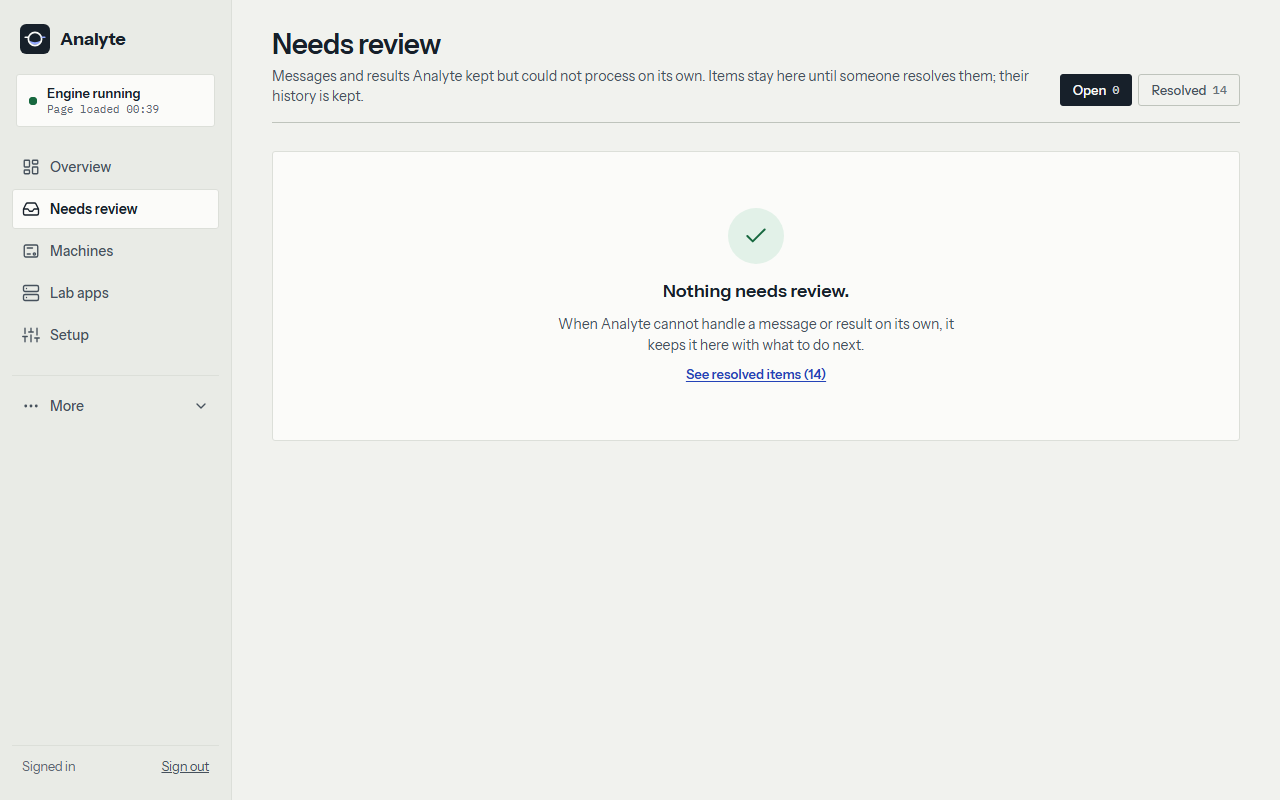 Analyte
Engine running
Page loaded 00:39
Overview
Needs review
Machines
Lab apps
Setup
More
Signed in
Sign out
Needs review
Messages and results Analyte kept but could not process on its own. Items stay here until someone resolves them; their
history is kept.
Open 0
Resolved 14
Nothing needs review.
When Analyte cannot handle a message or result on its own, it
keeps it here with what to do next.
See resolved items (14)